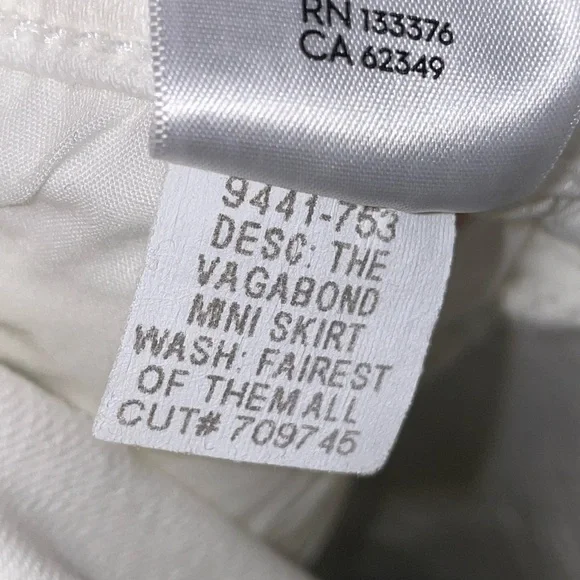 RN 133376
CA 62349
9441-753
DESC: THE
VAGABOND
MINI SKIRT
WASH: FAIREST
OF THEM ALL
CUT# 709745